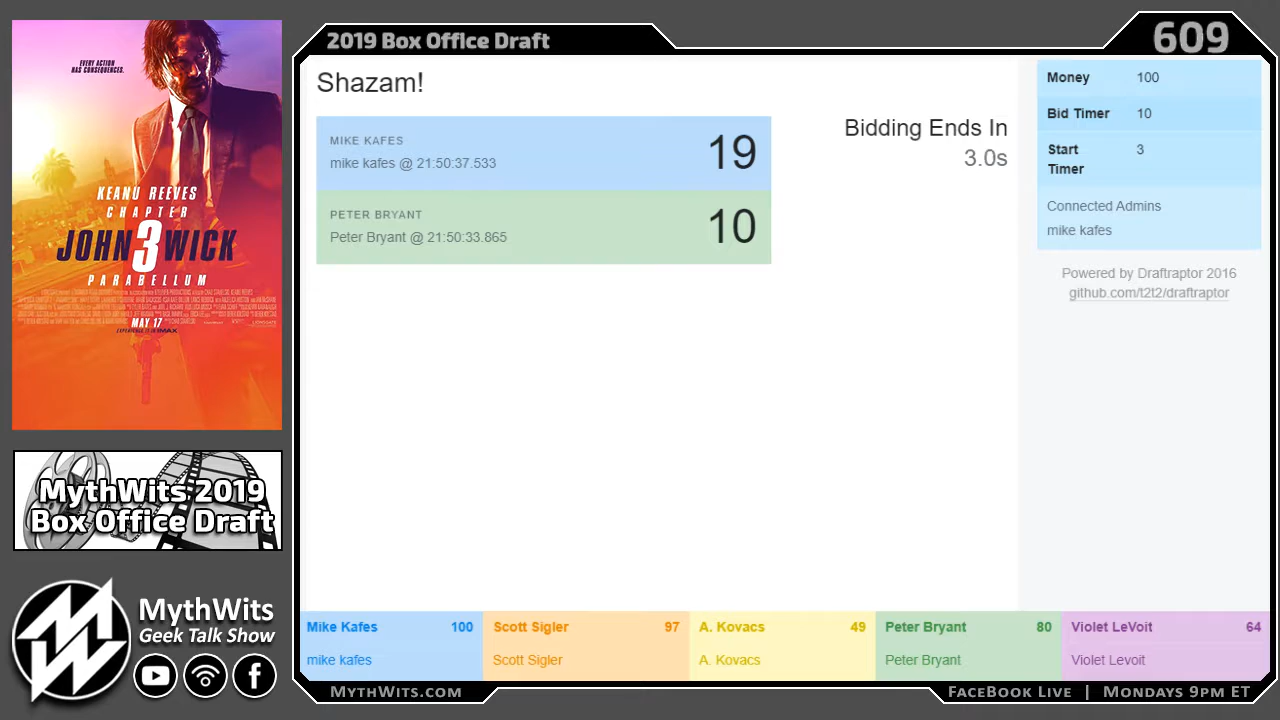 EVERY ACTION
HAS CONSEQUENCES.
KEANU REEVES
CHAPTER
JOHN 3 WICK
PARABELLUM
MAY 17
MythWits 2019
Box Office Draft
MythWits
Geek Talk Show
2019 Box Office Draft
609
Shazam!
MIKE KAFES
mike kafes @ 21:50:37.533
19
PETER BRYANT
Peter Bryant @ 21:50:33.865
10
Bidding Ends In
3.0s
Money 100
Bid Timer 10
Start Timer 3
Connected Admins
mike kafes
Powered by Draftraptor 2016
github.com/t2t2/draftraptor
Mike Kafes 100
mike kafes
Scott Sigler 97
Scott Sigler
A. Kovacs 49
A. Kovacs
Peter Bryant 80
Peter Bryant
Violet LeVoit 64
Violet Levoit
MythWits.com
FaceBook Live | Mondays 9pm ET